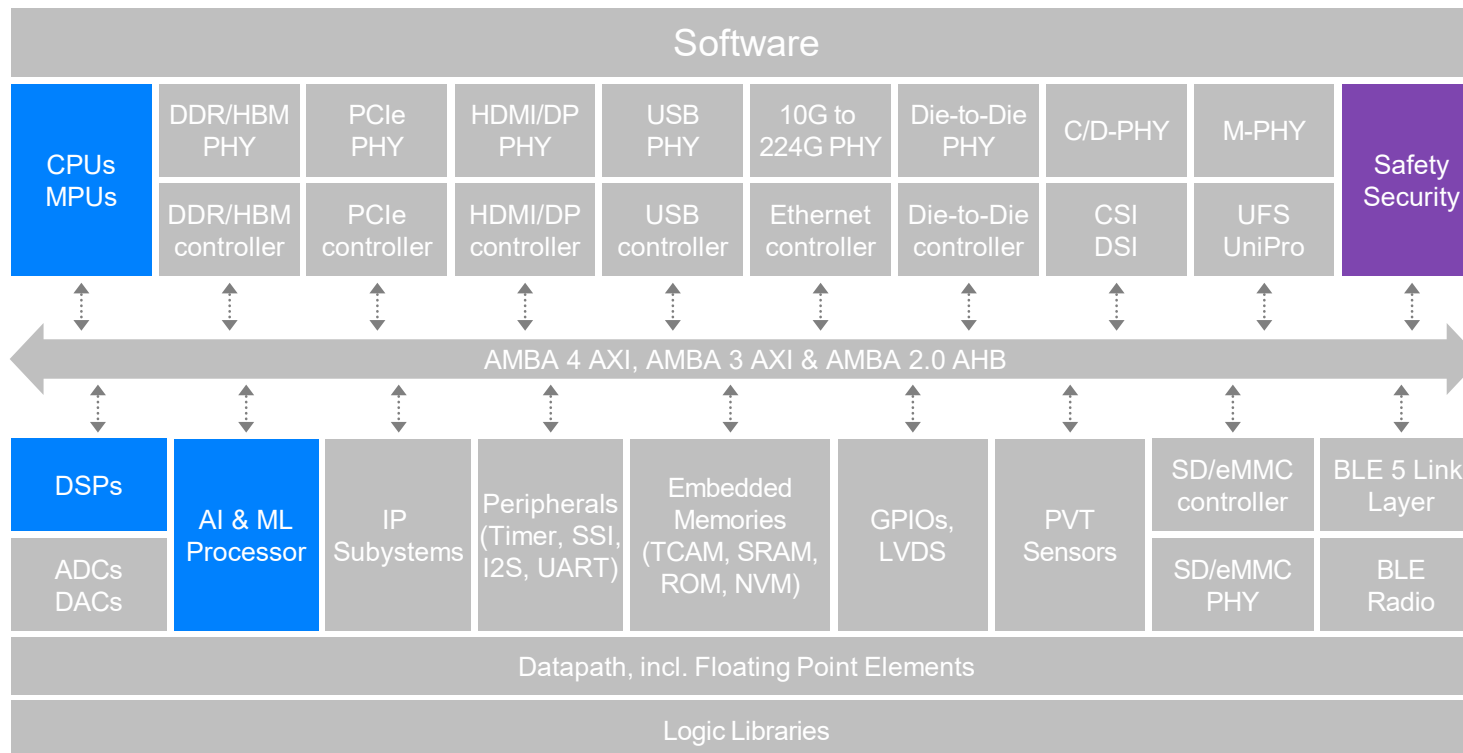 Software
CPUs
MPUs
DDR/HBM
PHY
PCIe
PHY
HDMI/DP
PHY
USB
PHY
10G to
224G PHY
Die-to-Die
PHY
C/D-PHY
M-PHY
Safety
Security
DDR/HBM
controller
PCIe
controller
HDMI/DP
controller
USB
controller
Ethernet
controller
Die-to-Die
controller
CSI
DSI
UFS
UniPro
AMBA 4 AXI, AMBA 3 AXI & AMBA 2.0 AHB
DSPs
ADCs
DACs
AI & ML
Processor
IP
Subystems
Peripherals
(Timer, SSI,
I2S, UART)
Embedded
Memories
(TCAM, SRAM,
ROM, NVM)
GPIOs,
LVDS
PVT
Sensors
SD/eMMC
controller
SD/eMMC
PHY
BLE 5 Link
Layer
BLE
Radio
Datapath, incl. Floating Point Elements
Logic Libraries